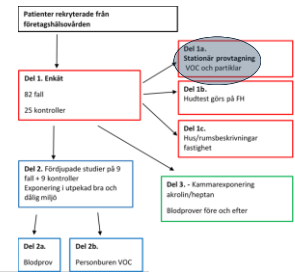 Patienter rekryterade från
företagshälsovården
Del 1. Enkät
82 fall
25 kontroller
Del 1a.
Stationär provtagning
VOC och partiklar
Del 1b.
Hudtest görs på FH
Del 1c.
Hus/rumsbeskrivningar
fastighet
Del 2. Fördjupade studier på 9
fall + 9 kontroller
Exponering i utpekad bra och
dålig miljö
Del 3. - Kammarexponering
akrolin/heptan
Blodprover före och efter
Del 2a.
Blodprov
Del 2b.
Personburen VOC